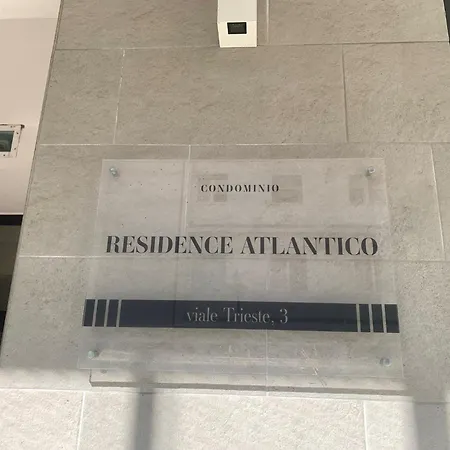 CONDOMINIO
RESIDENCE ATLANTICO
viale Trieste, 3